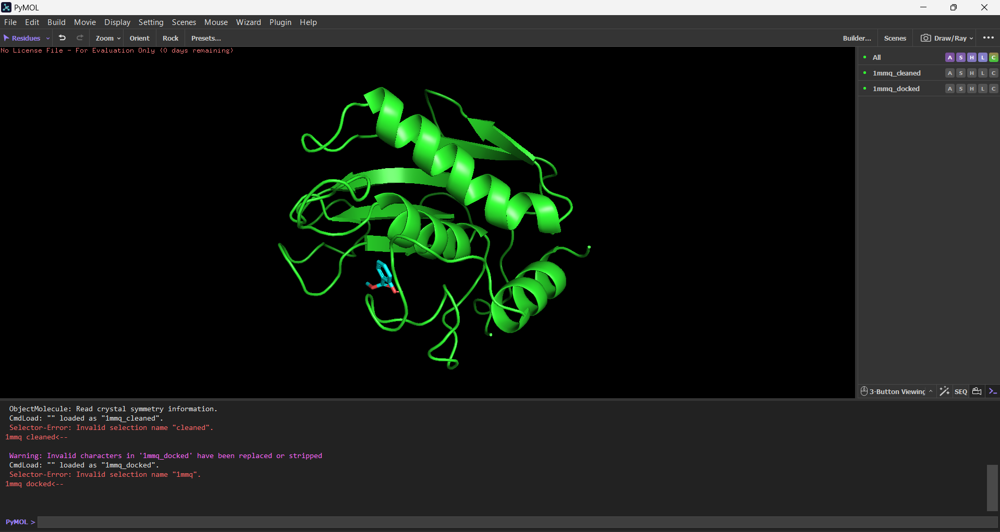 PyMOL
File Edit Build Movie Display Setting Scenes Mouse Wizard Plugin Help
Residues Zoom Orient Rock Presets... Builder... Scenes Draw/Ray
No License File - For Evaluation Only (0 days remaining)
All A S H L C
1mmq_cleaned A S H L C
1mmq_docked A S H L C
3-Button Viewing SEQ
ObjectMolecule: Read crystal symmetry information.
CmdLoad: "" loaded as "1mmq_cleaned".
Selector-Error: Invalid selection name "cleaned".
1mmq cleaned<--
Warning: Invalid characters in '1mmq_docked' have been replaced or stripped
CmdLoad: "" loaded as "1mmq_docked".
Selector-Error: Invalid selection name "1mmq".
1mmq docked<--
PyMOL >